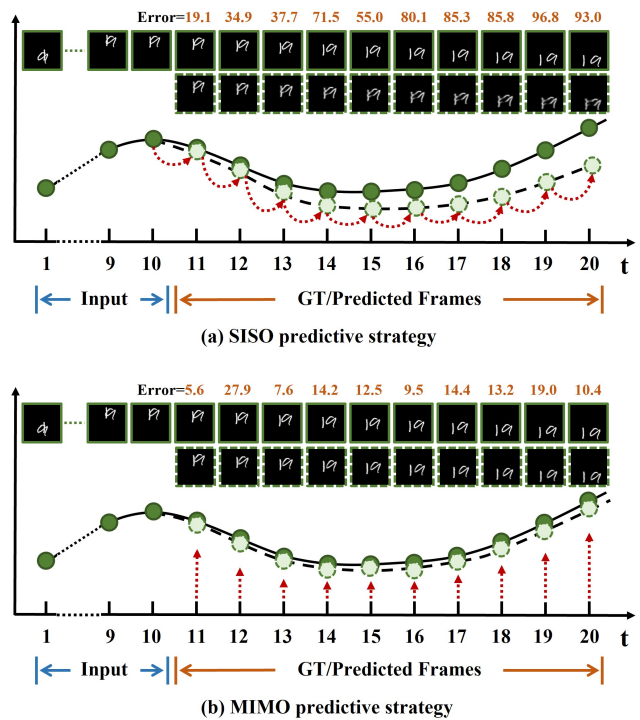 Error=19.1 34.9 37.7 71.5 55.0 80.1 85.3 85.8 96.8 93.0
1 9 10 11 12 13 14 15 16 17 18 19 20 t
Input GT/Predicted Frames
(a) SISO predictive strategy
Error=5.6 27.9 7.6 14.2 12.5 9.5 14.4 13.2 19.0 10.4
1 9 10 11 12 13 14 15 16 17 18 19 20 t
Input GT/Predicted Frames
(b) MIMO predictive strategy